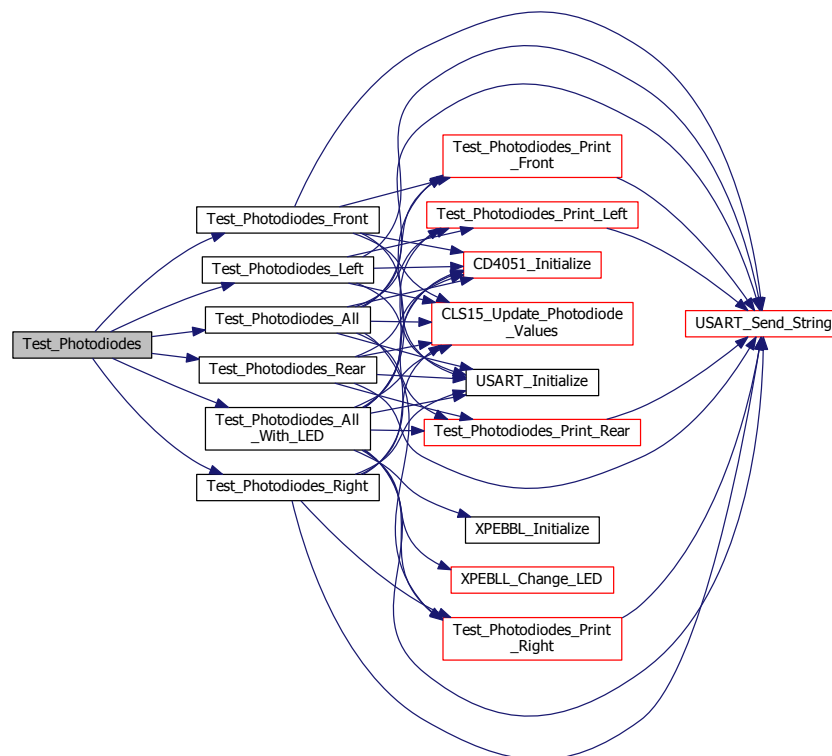 Test_Photodiodes
Test_Photodiodes_Front
Test_Photodiodes_Left
Test_Photodiodes_All
Test_Photodiodes_Rear
Test_Photodiodes_All
_With_LED
Test_Photodiodes_Right
Test_Photodiodes_Print
_Front
Test_Photodiodes_Print_Left
CD4051_Initialize
CLS15_Update_Photodiode
_Values
USART_Initialize
Test_Photodiodes_Print_Rear
XPEBBL_Initialize
XPEBLL_Change_LED
Test_Photodiodes_Print
_Right
USART_Send_String